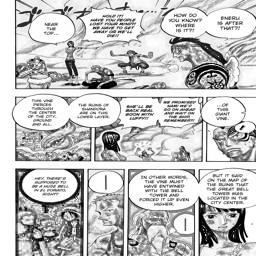 ENERU
IS AFTER
THAT?!
HOW DO
YOU KNOW?
WHERE
IS IT?!
HOLD IT!!
HAVE YOU PEOPLE
LOST YOUR MINDS?!
WE HAVE TO GET
AWAY OR WE'LL
DIE!!
NEAR
THE
TOP...
...OF
THIS
GIANT
VINE.
WE PROMISED
NAMI WE'D GO
ON AHEAD
AND WAIT ON
THE SHIP,
REMEMBER?!
SHE'LL BE
BACK REAL
SOON WITH
LUFFY!!
THE RUINS OF
SHANDORA
ARE ON THIS
LOWER LAYER.
THIS VINE
PIERCES
THROUGH
THE CENTER
OF THE CITY,
GROUND
AND ALL.
BUT IT SAID
ON THE MAP OF
THE RUINS THAT
THE GREAT BELL
TOWER WAS
LOCATED IN THE
CITY CENTER.
IN OTHER WORDS,
THE VINE MUST
HAVE ENTWINED
WITH THE BELL
TOWER AND
FORCED IT UP EVEN
HIGHER.
!
!
HEY, THERE'S
SUPPOSED TO
BE A HUGE BELL
IN EL DORADO,
RIGHT?